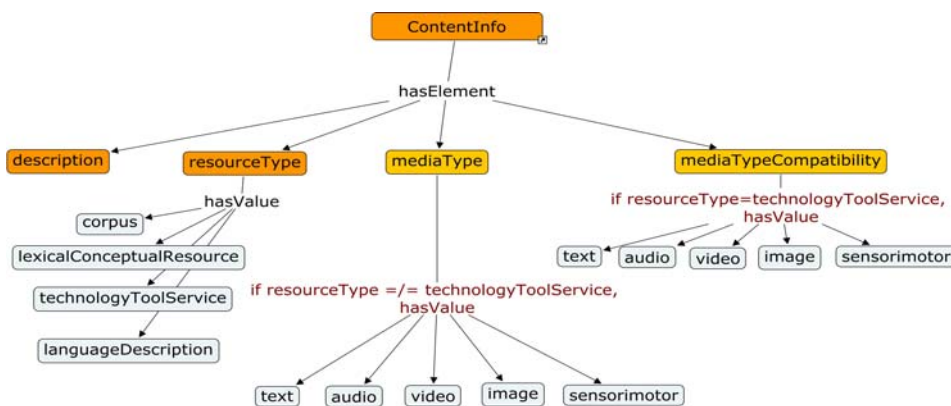 ContentInfo
hasElement
description
resourceType
mediaType
mediaTypeCompatibility
hasValue
corpus
lexicalConceptualResource
technologyToolService
languageDescription
if resourceType =/= technologyToolService,
hasValue
text
audio
video
image
sensorimotor
if resourceType=technologyToolService,
hasValue
text
audio
video
image
sensorimotor